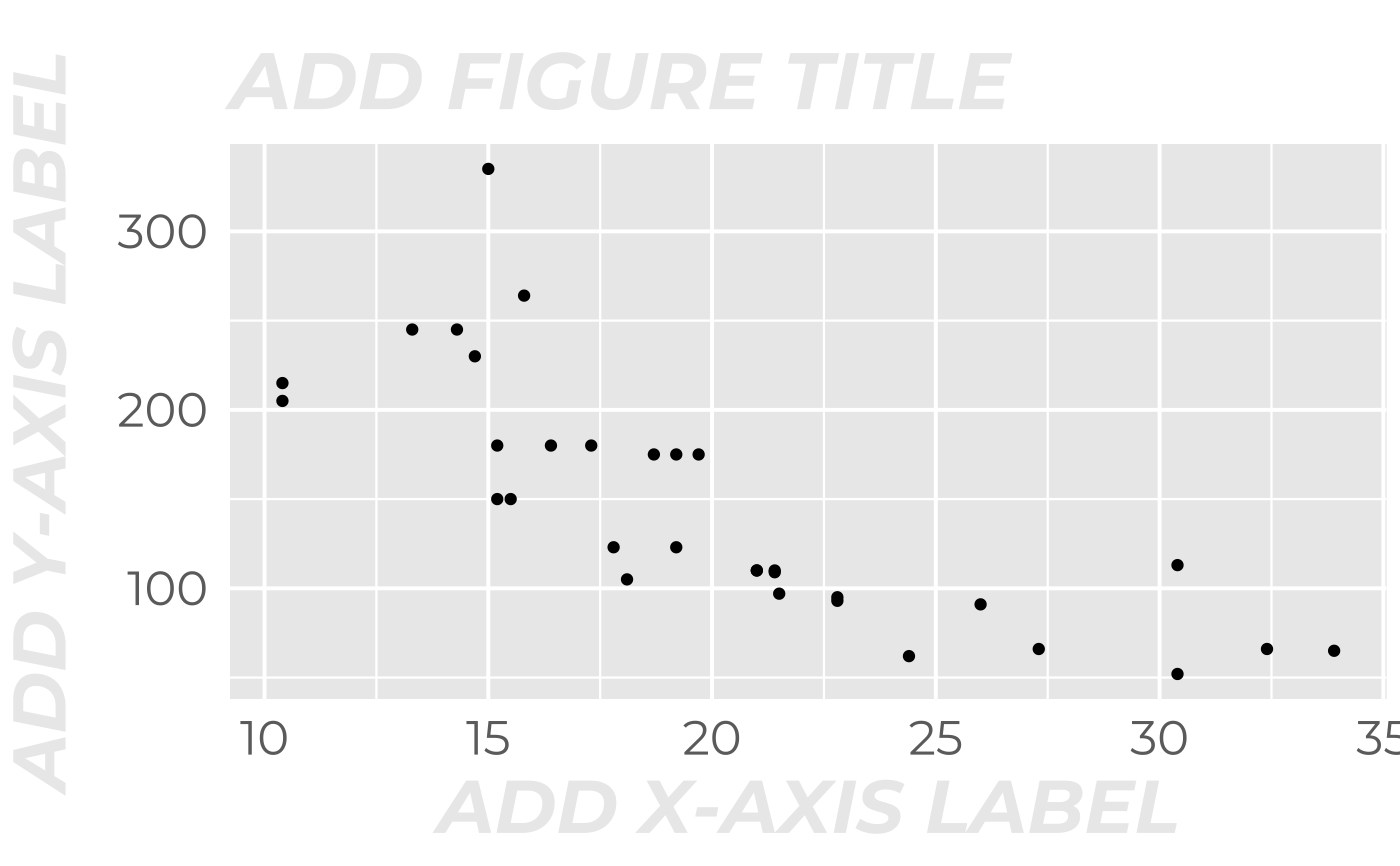 ADD FIGURE TITLE
ADD Y-AXIS LABEL
300
200
100
10 15 20 25 30 35
ADD X-AXIS LABEL